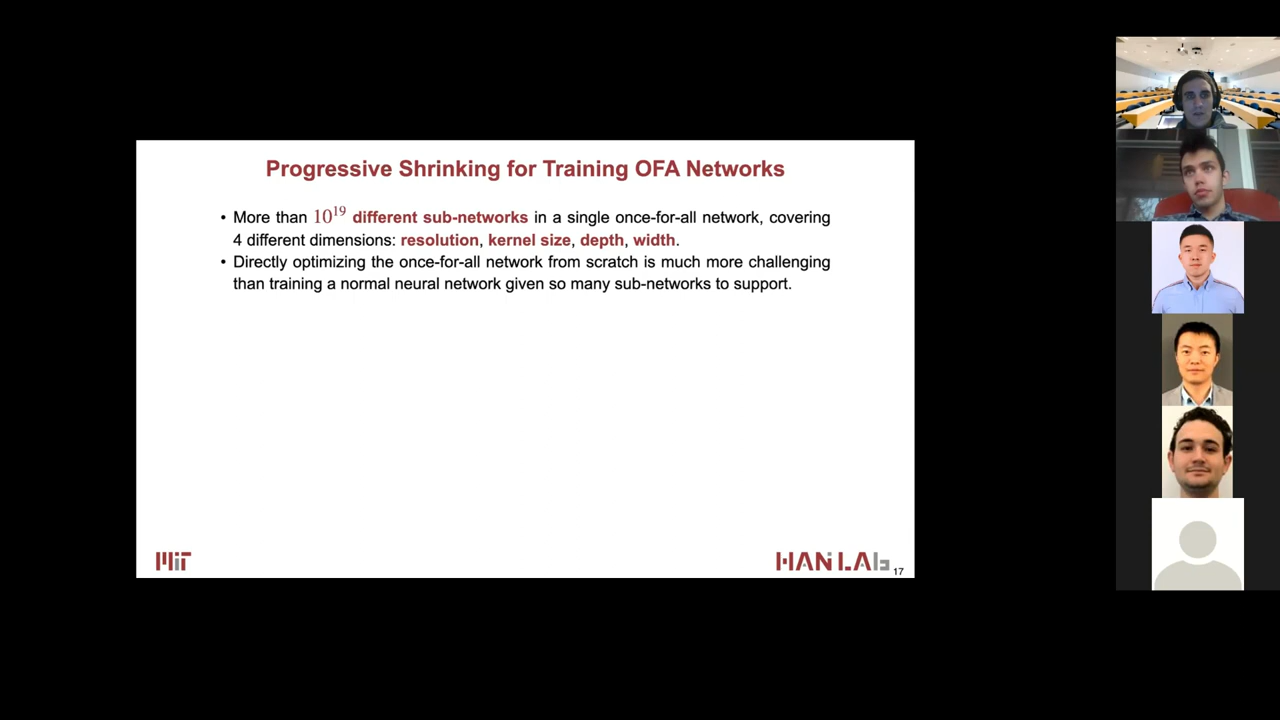 Progressive Shrinking for Training OFA Networks
• More than 10¹⁹ different sub-networks in a single once-for-all network, covering
4 different dimensions: resolution, kernel size, depth, width.
• Directly optimizing the once-for-all network from scratch is much more challenging
than training a normal neural network given so many sub-networks to support.
MIT
HAN LAb
17